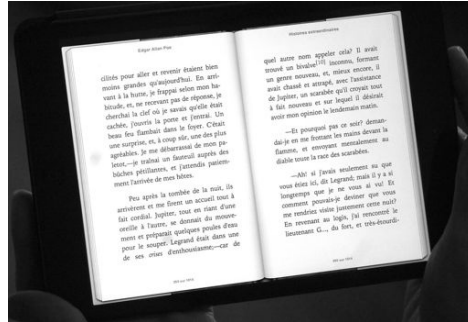 Edgar Allan Poe
cilités pour aller et revenir étaient bien
moins grandes qu'aujourd'hui. En arri-
vant à la hutte, je frappai selon mon ha-
bitude, et, ne recevant pas de réponse, je
cherchai la clef où je savais qu'elle était
cachée, j'ouvris la porte et j'entrai. Un
beau feu flambait dans le foyer. C'était
une surprise, et, à coup sûr, une des plus
agréables. Je me débarrassai de mon pa-
letot,—je traînai un fauteuil auprès des
bûches pétillantes, et j'attendis patiem-
ment l'arrivée de mes hôtes.
Peu après la tombée de la nuit, ils
arrivèrent et me firent un accueil tout à
fait cordial. Jupiter, tout en riant d'une
oreille à l'autre, se donnait du mouve-
ment et préparait quelques poules d'eau
pour le souper. Legrand était dans une
de ses crises d'enthousiasme;—car de
Histoires extraordinaires
quel autre nom appeler cela? Il avait
trouvé un bivalve[10] inconnu, formant
un genre nouveau, et, mieux encore, il
avait chassé et attrapé, avec l'assistance
de Jupiter, un scarabée qu'il croyait tout
à fait nouveau et sur lequel il désirait
avoir mon opinion le lendemain matin.
—Et pourquoi pas ce soir? deman-
dai-je en me frottant les mains devant la
flamme, et envoyant mentalement au
diable toute la race des scarabées.
—Ah! si j'avais seulement su que
vous étiez ici, dit Legrand; mais il y a si
longtemps que je ne vous ai vu! Et
comment pouvais-je deviner que vous
me rendriez visite justement cette nuit?
En revenant au logis, j'ai rencontré le
lieutenant G..., du fort, et très-étourdi-